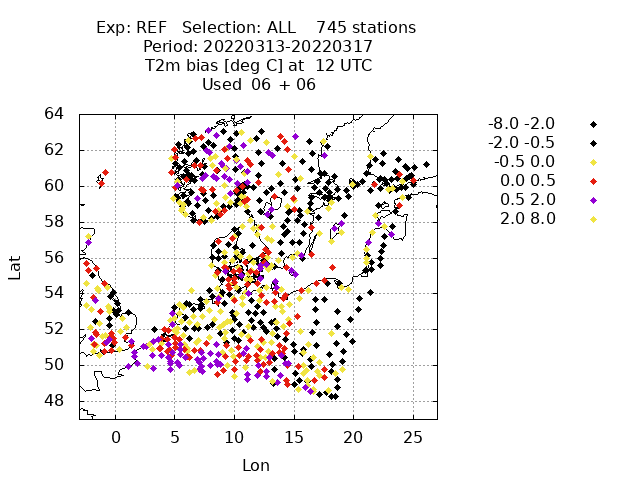 Exp: REF   Selection: ALL    745 stations
Period: 20220313-20220317
T2m bias [deg C] at  12 UTC
Used  06 + 06
64
62
60
58
56
54
52
50
48
Lat
0 5 10 15 20 25
Lon
-8.0 -2.0
-2.0 -0.5
-0.5 0.0
0.0 0.5
0.5 2.0
2.0 8.0